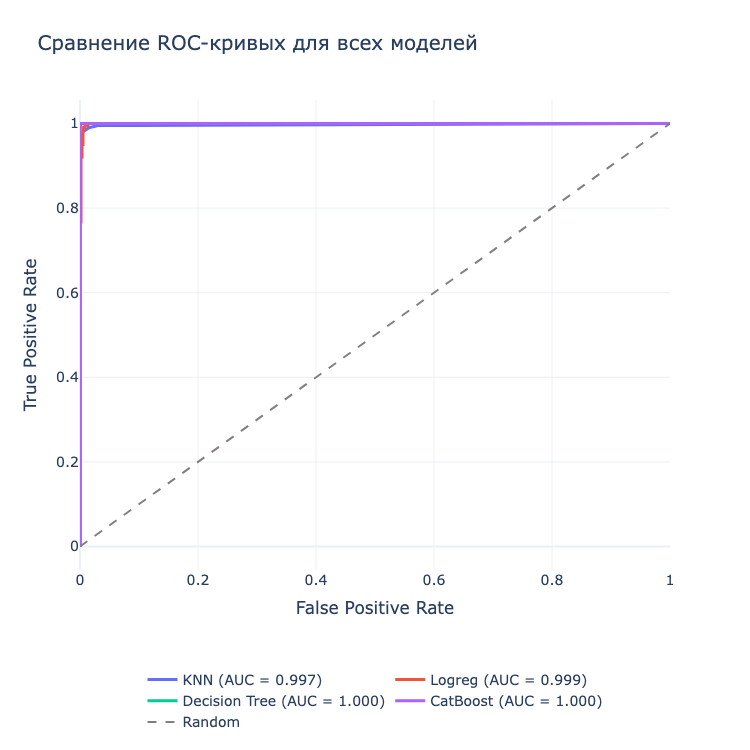 Сравнение ROC-кривых для всех моделей
True Positive Rate
1
0.8
0.6
0.4
0.2
0
0 0.2 0.4 0.6 0.8 1
False Positive Rate
KNN (AUC = 0.997) Logreg (AUC = 0.999)
Decision Tree (AUC = 1.000) CatBoost (AUC = 1.000)
Random